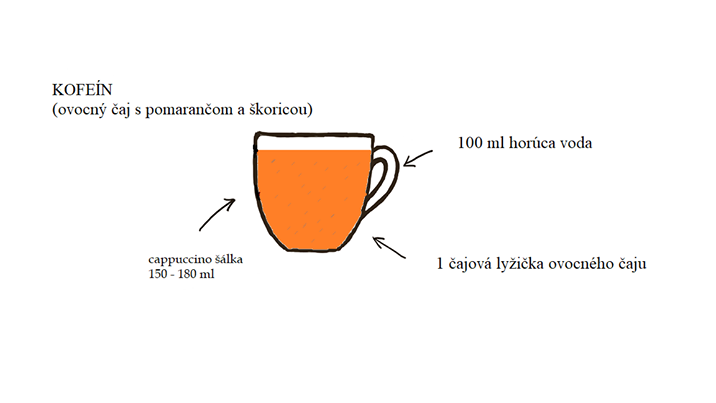 KOFEÍN
(ovocný čaj s pomarančom a škoricou)
100 ml horúca voda
cappuccino šálka
150 - 180 ml
1 čajová lyžička ovocného čaju